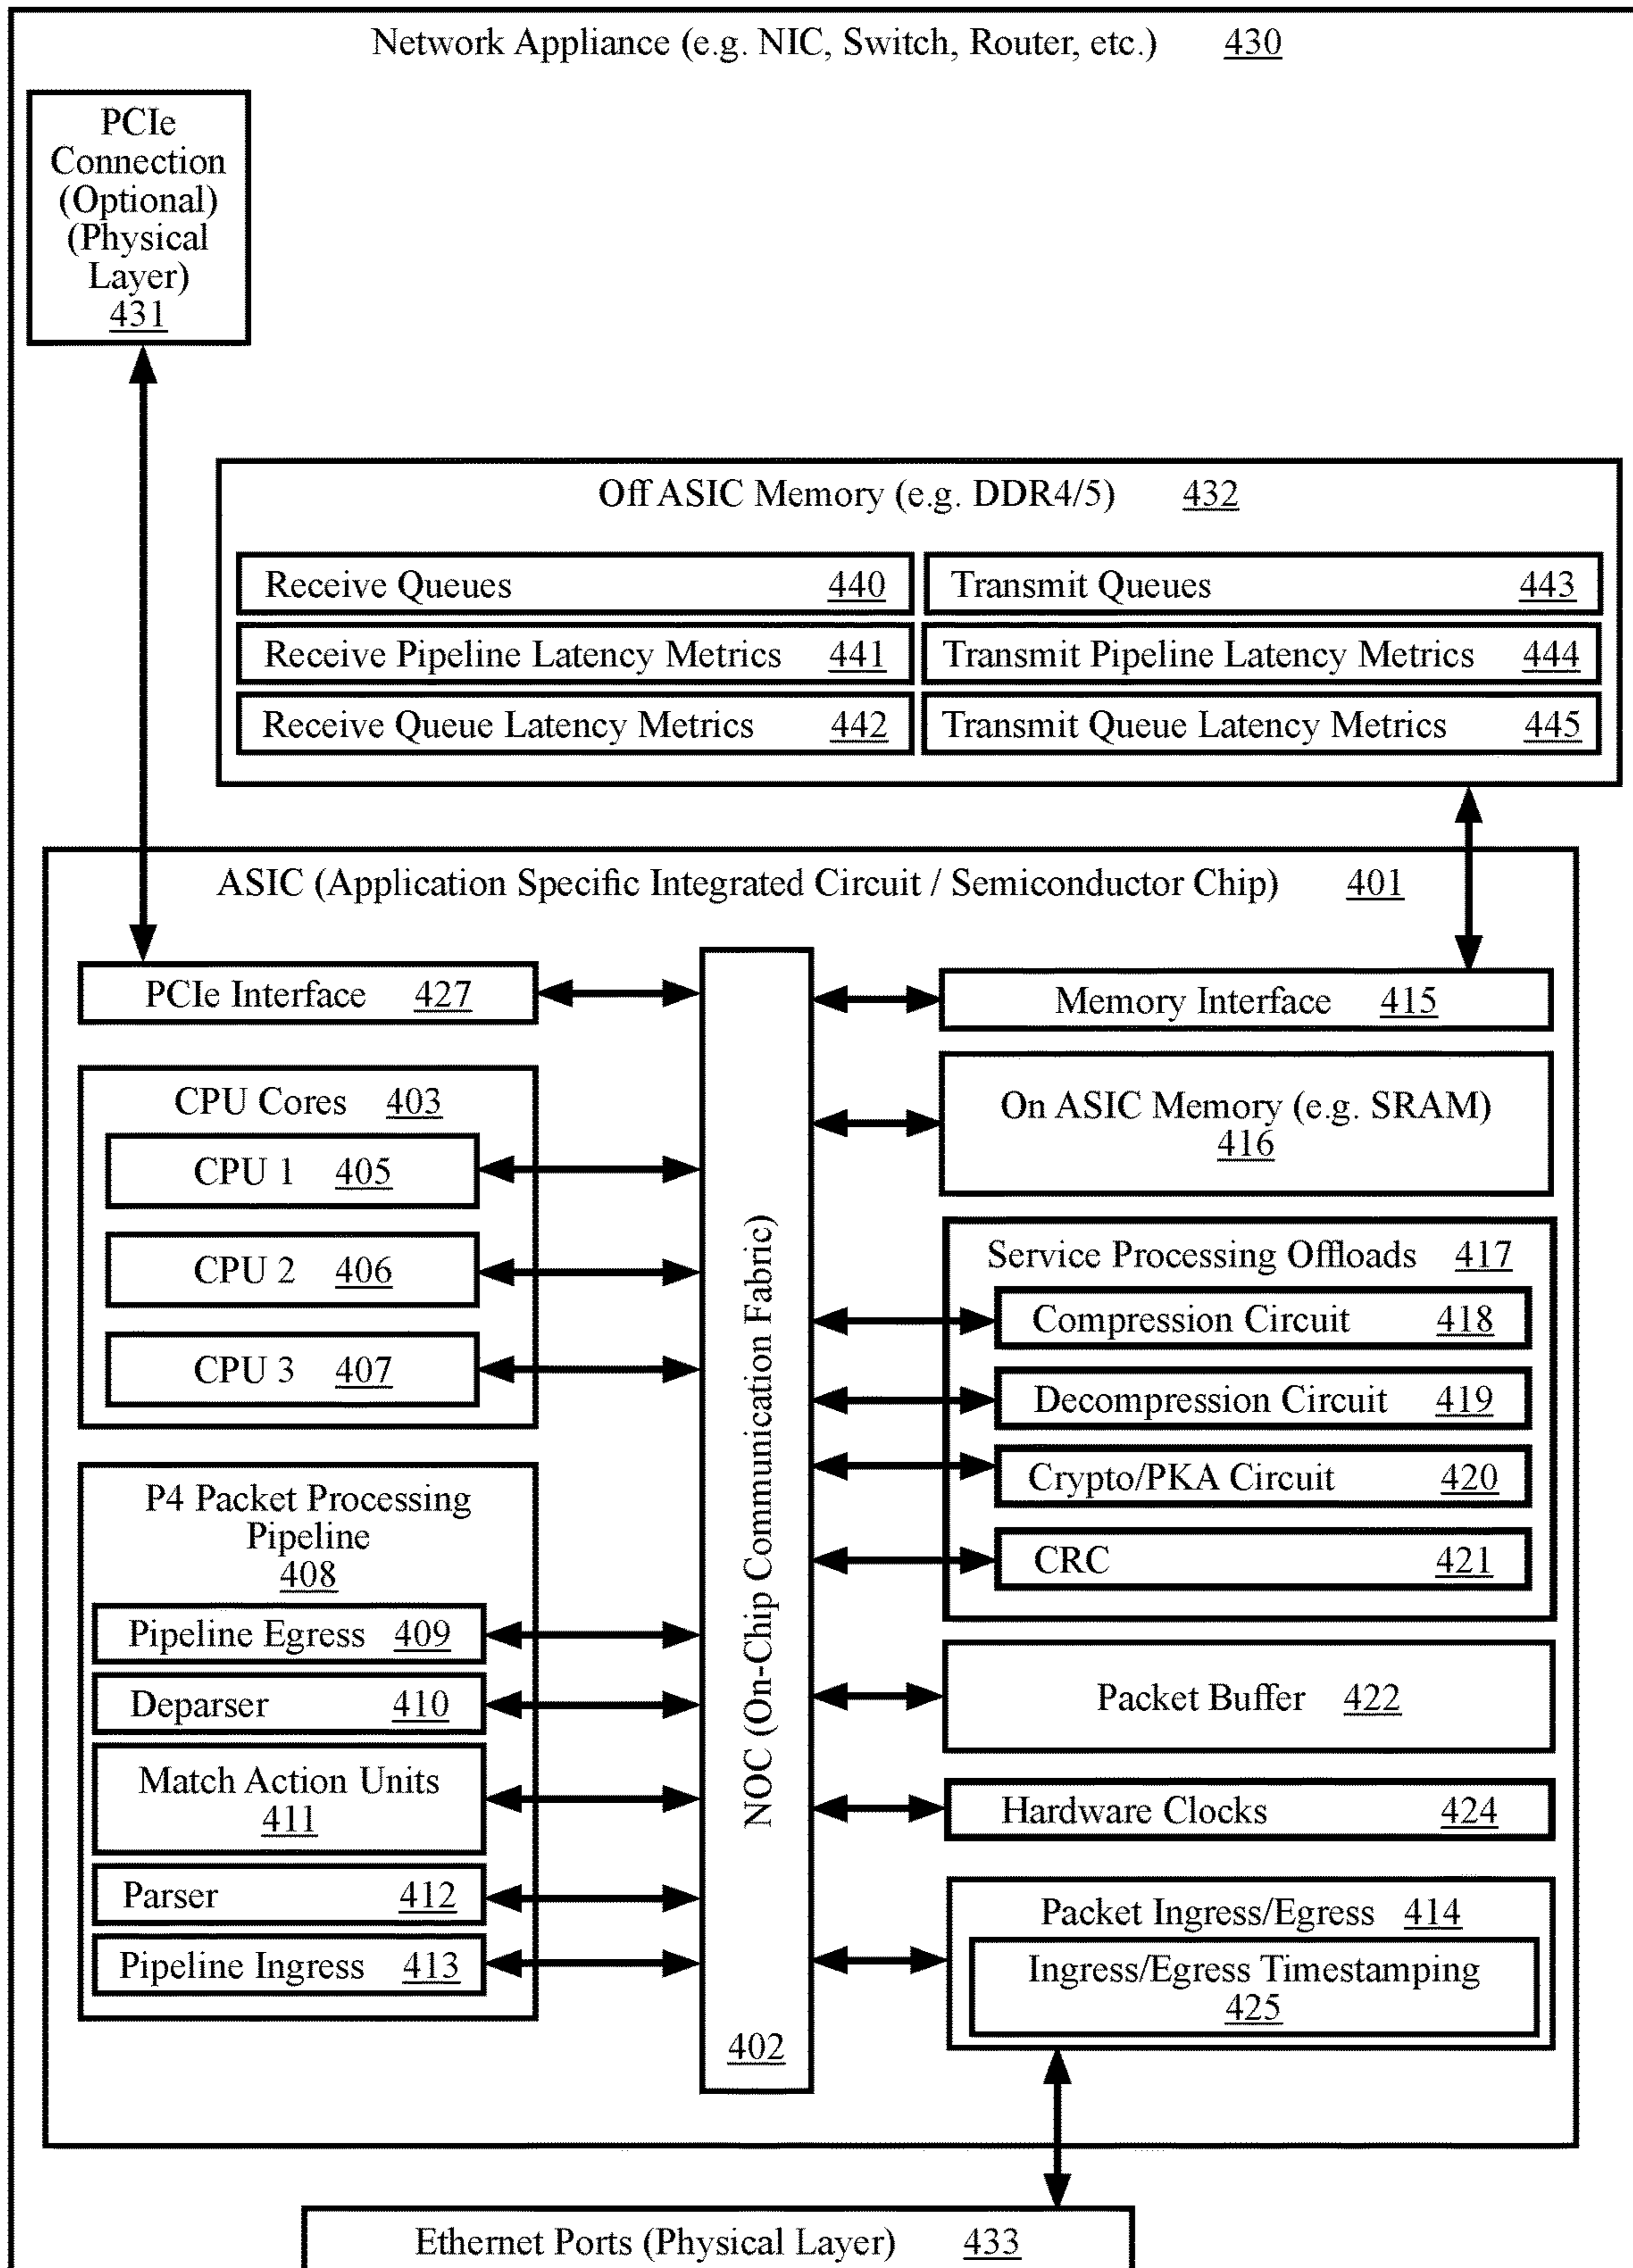 Network Appliance (e.g. NIC, Switch, Router, etc.) 430
PCIe
Connection
(Optional)
(Physical
Layer)
431
Off ASIC Memory (e.g. DDR4/5) 432
Receive Queues 440
Transmit Queues 443
Receive Pipeline Latency Metrics 441
Transmit Pipeline Latency Metrics 444
Receive Queue Latency Metrics 442
Transmit Queue Latency Metrics 445
ASIC (Application Specific Integrated Circuit / Semiconductor Chip) 401
PCIe Interface 427
CPU Cores 403
CPU 1 405
CPU 2 406
CPU 3 407
P4 Packet Processing
Pipeline
408
Pipeline Egress 409
Deparser 410
Match Action Units
411
Parser 412
Pipeline Ingress 413
NOC (On-Chip Communication Fabric)
402
Memory Interface 415
On ASIC Memory (e.g. SRAM)
416
Service Processing Offloads 417
Compression Circuit 418
Decompression Circuit 419
Crypto/PKA Circuit 420
CRC 421
Packet Buffer 422
Hardware Clocks 424
Packet Ingress/Egress 414
Ingress/Egress Timestamping
425
Ethernet Ports (Physical Layer) 433